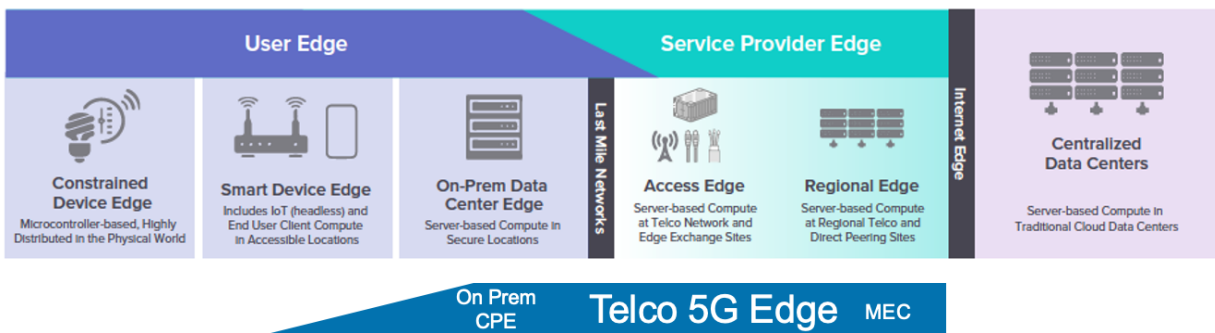 User Edge
Service Provider Edge
Constrained
Device Edge
Microcontroller-based, Highly
Distributed in the Physical World
Smart Device Edge
Includes IoT (headless) and
End User Client Compute
in Accessible Locations
On-Prem Data
Center Edge
Server-based Compute in
Secure Locations
Last Mile Networks
Access Edge
Server-based Compute
at Telco Network and
Edge Exchange Sites
Regional Edge
Server-based Compute
at Regional Telco and
Direct Peering Sites
Internet Edge
Centralized
Data Centers
Server-based Compute in
Traditional Cloud Data Centers
On Prem
CPE
Telco 5G Edge
MEC